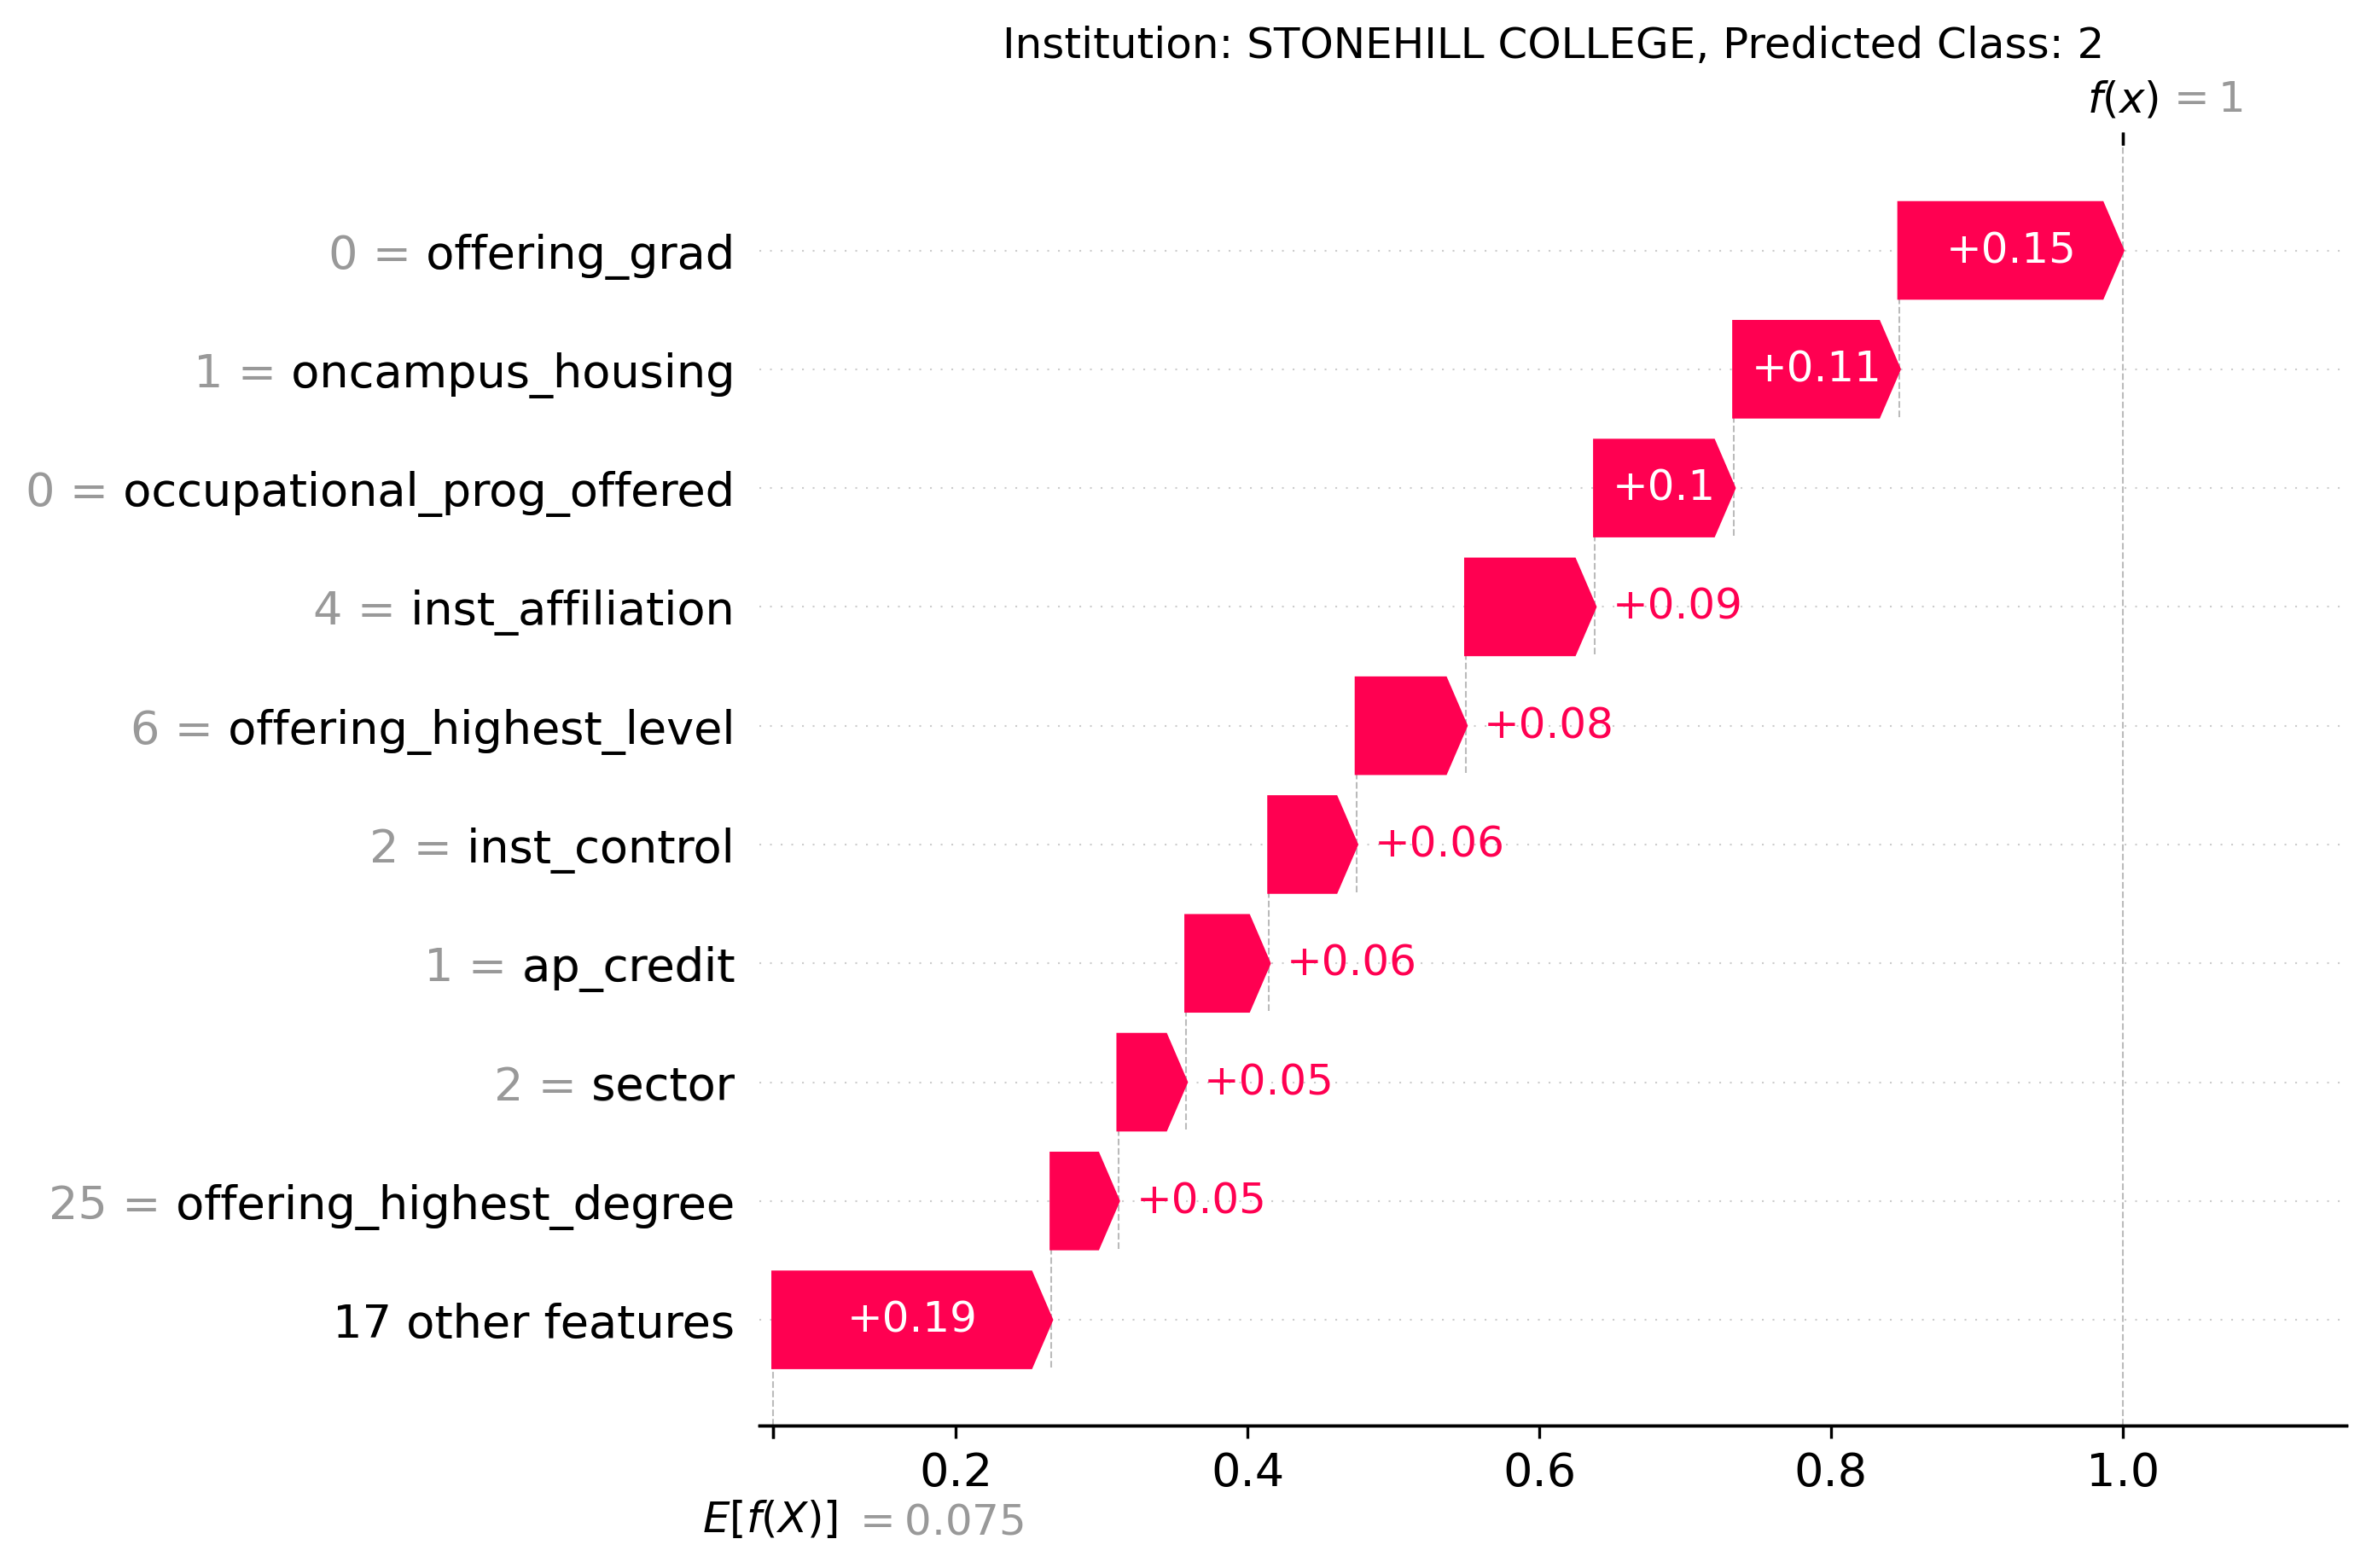 Institution: STONEHILL COLLEGE, Predicted Class: 2
f(x) = 1
0 = offering_grad
+0.15
1 = oncampus_housing
+0.11
0 = occupational_prog_offered
+0.1
4 = inst_affiliation
+0.09
6 = offering_highest_level
+0.08
2 = inst_control
+0.06
1 = ap_credit
+0.06
2 = sector
+0.05
25 = offering_highest_degree
+0.05
17 other features
+0.19
0.2 0.4 0.6 0.8 1.0
E[f(X)] = 0.075